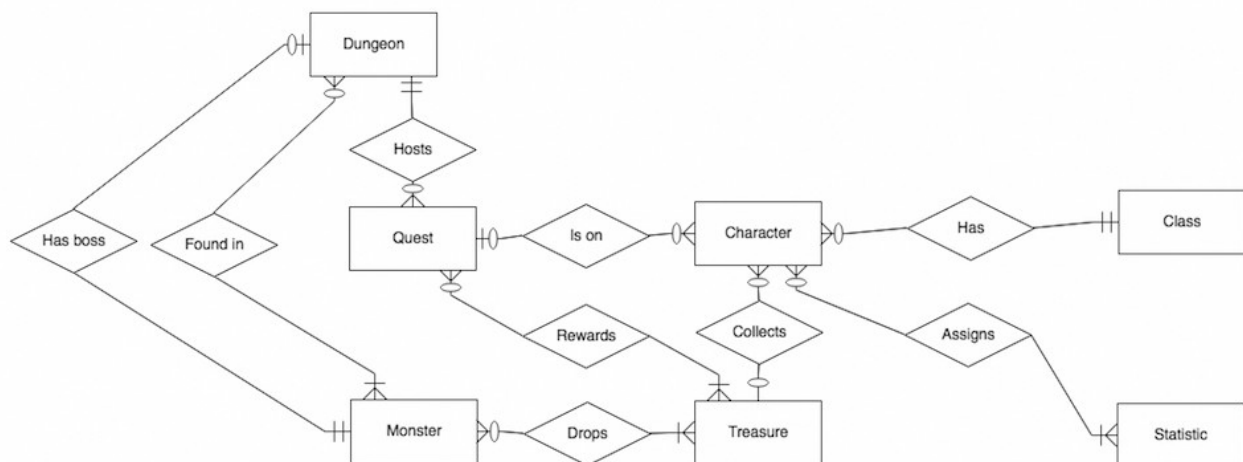 Dungeon
Hosts
Has boss
Found in
Quest
Is on
Character
Has
Class
Rewards
Collects
Assigns
Monster
Drops
Treasure
Statistic